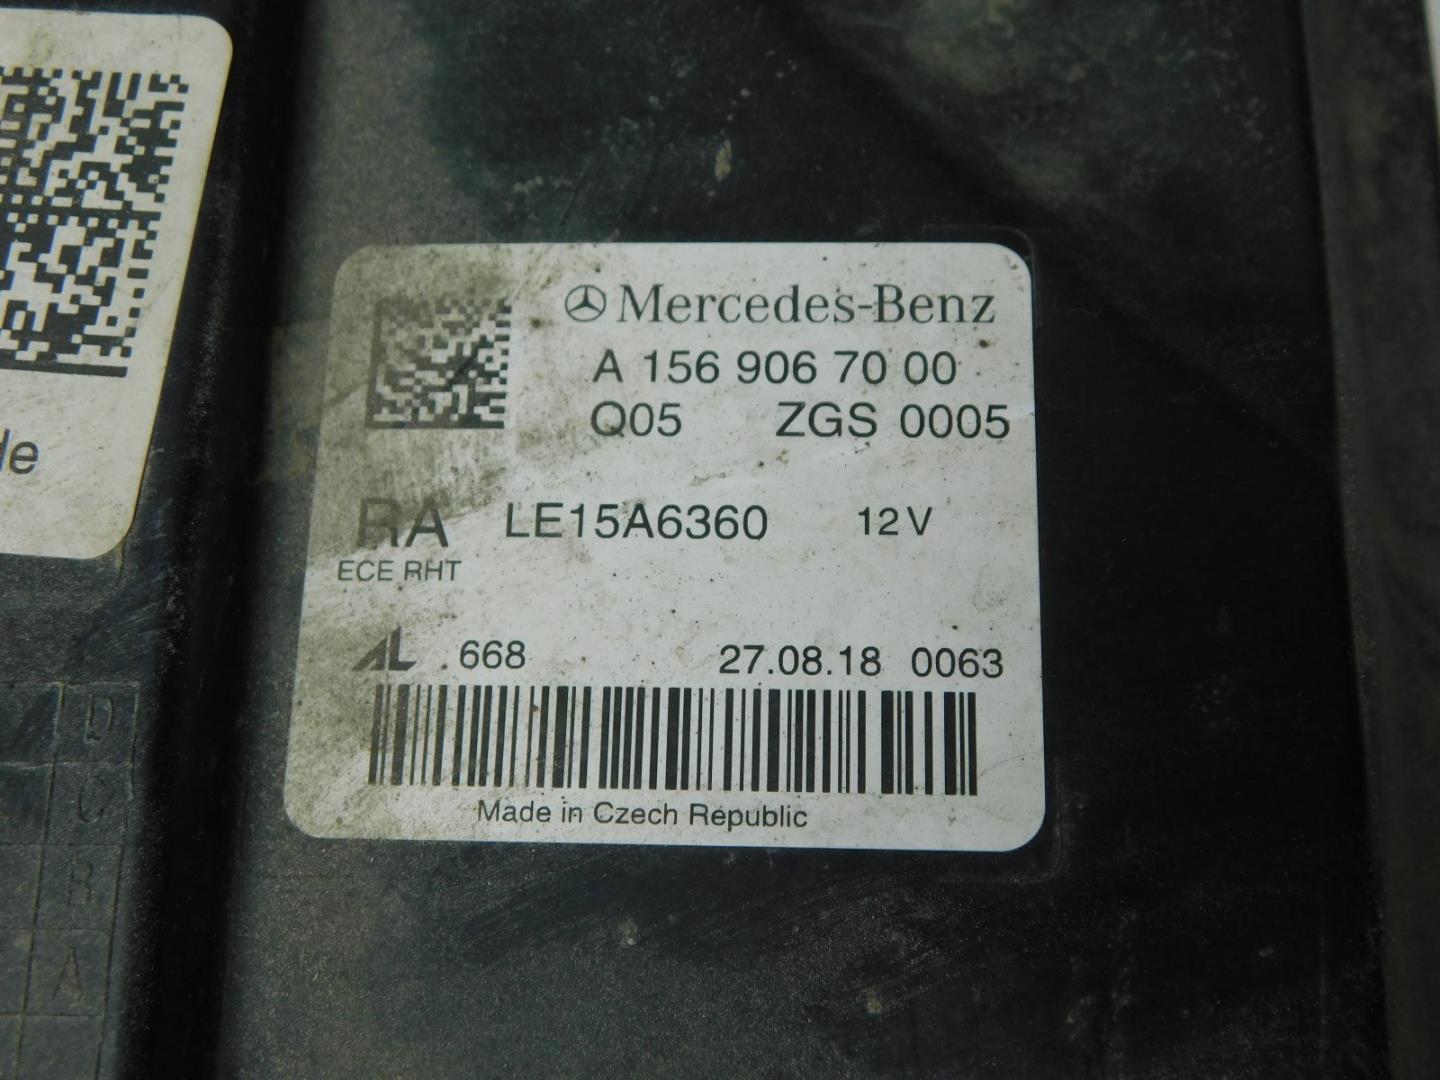 de
Mercedes-Benz
A 156 906 70 00
Q05 ZGS 0005
RA LE15A6360 12 V
ECE RHT
AL .668 27.08.18 0063
Made in Czech Republic
D
C
B
A